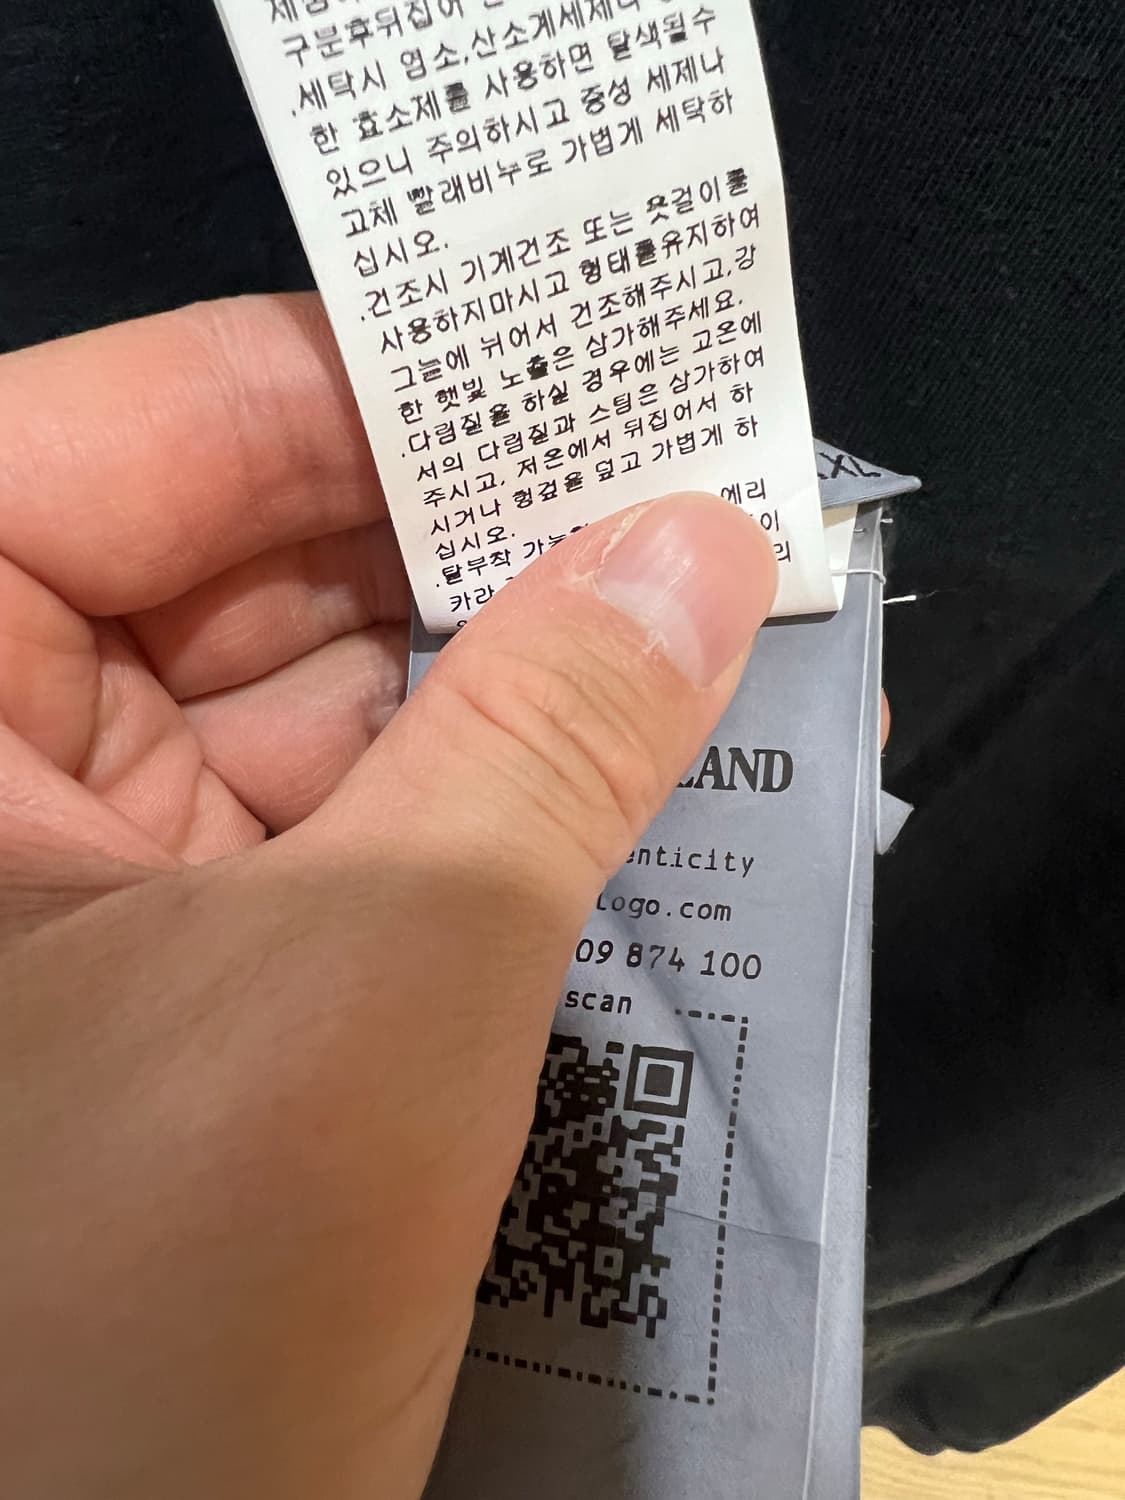 구분후뒤집어
.세탁시 염소,산소계세제나
한 효소제를 사용하면 탈색될수
있으니 주의하시고 중성 세제나
고체 빨래비누로 가볍게 세탁하
십시오.
.건조시 기계건조 또는 옷걸이를
사용하지마시고 형태를유지하여
그늘에 뉘어서 건조해주시고,강
한 햇빛 노출은 삼가해주세요.
.다림질을 하실 경우에는 고온에
서의 다림질과 스팀은 삼가하여
주시고, 저온에서 뒤집어서 하
시거나 헝겊을 덮고 가볍게 하
십시오.
.탈부착 에리
카라
XL
LAND
enticity
logo.com
09 874 100
scan